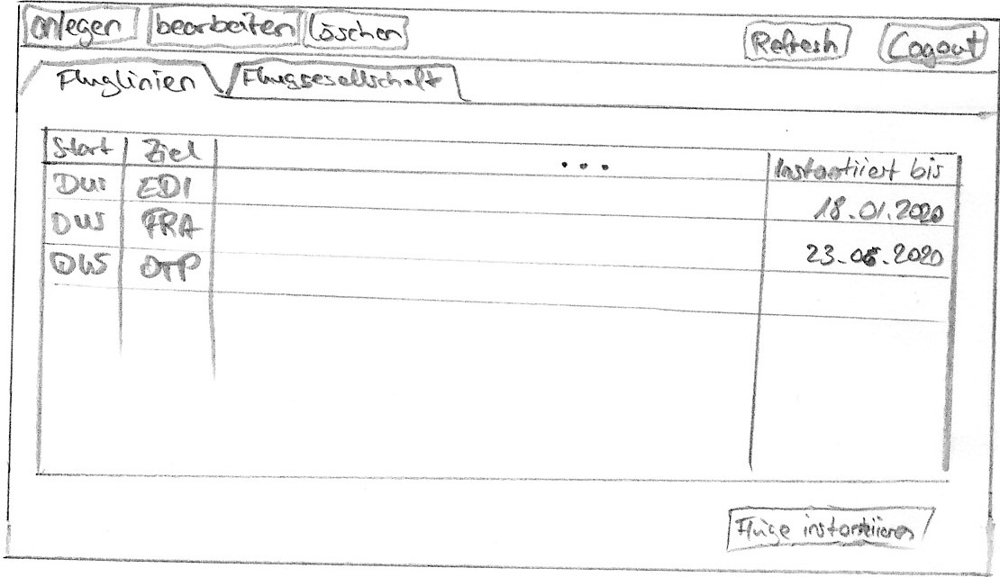 anlegen bearbeiten löschen Refresh Logout
Fluglinien Fluggesellschaft
Start Ziel ... Instantiiert bis
DUS EDI 18.01.2020
DUS FRA 23.05.2020
DUS OTP
Flüge instantiieren